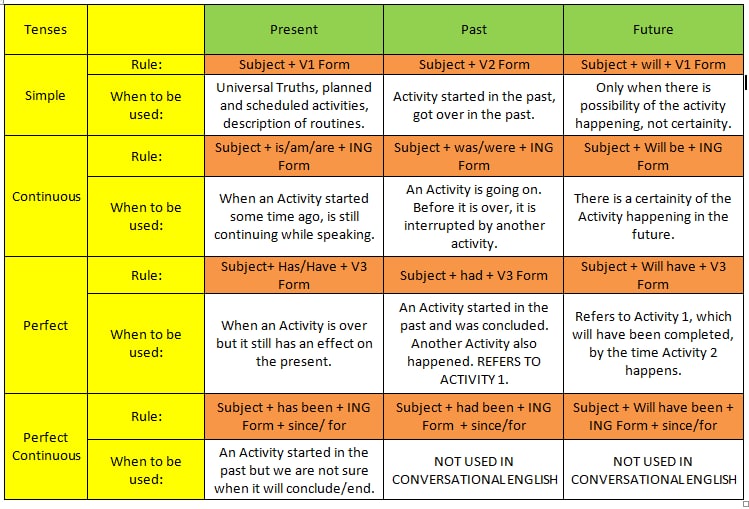 Tenses
Present
Past
Future
Simple
Rule:
Subject + V1 Form
Subject + V2 Form
Subject + will + V1 Form
When to be
used:
Universal Truths, planned
and scheduled activities,
description of routines.
Activity started in the past,
got over in the past.
Only when there is
possibility of the activity
happening, not certainity.
Continuous
Rule:
Subject + is/am/are + ING
Form
Subject + was/were + ING
Form
Subject + Will be + ING
Form
When to be
used:
When an Activity started
some time ago, is still
continuing while speaking.
An Activity is going on.
Before it is over, it is
interrupted by another
activity.
There is a certainity of the
Activity happening in the
future.
Perfect
Rule:
Subject+ Has/Have + V3
Form
Subject + had + V3 Form
Subject + Will have + V3
Form
When to be
used:
When an Activity is over
but it still has an effect on
the present.
An Activity started in the
past and was concluded.
Another Activity also
happened. REFERS TO
ACTIVITY 1.
Refers to Activity 1, which
will have been completed,
by the time Activity 2
happens.
Perfect
Continuous
Rule:
Subject + has been + ING
Form + since/ for
Subject + had been + ING
Form + since/for
Subject + Will have been +
ING Form + since/for
When to be
used:
An Activity started in the
past but we are not sure
when it will conclude/end.
NOT USED IN
CONVERSATIONAL ENGLISH
NOT USED IN
CONVERSATIONAL ENGLISH